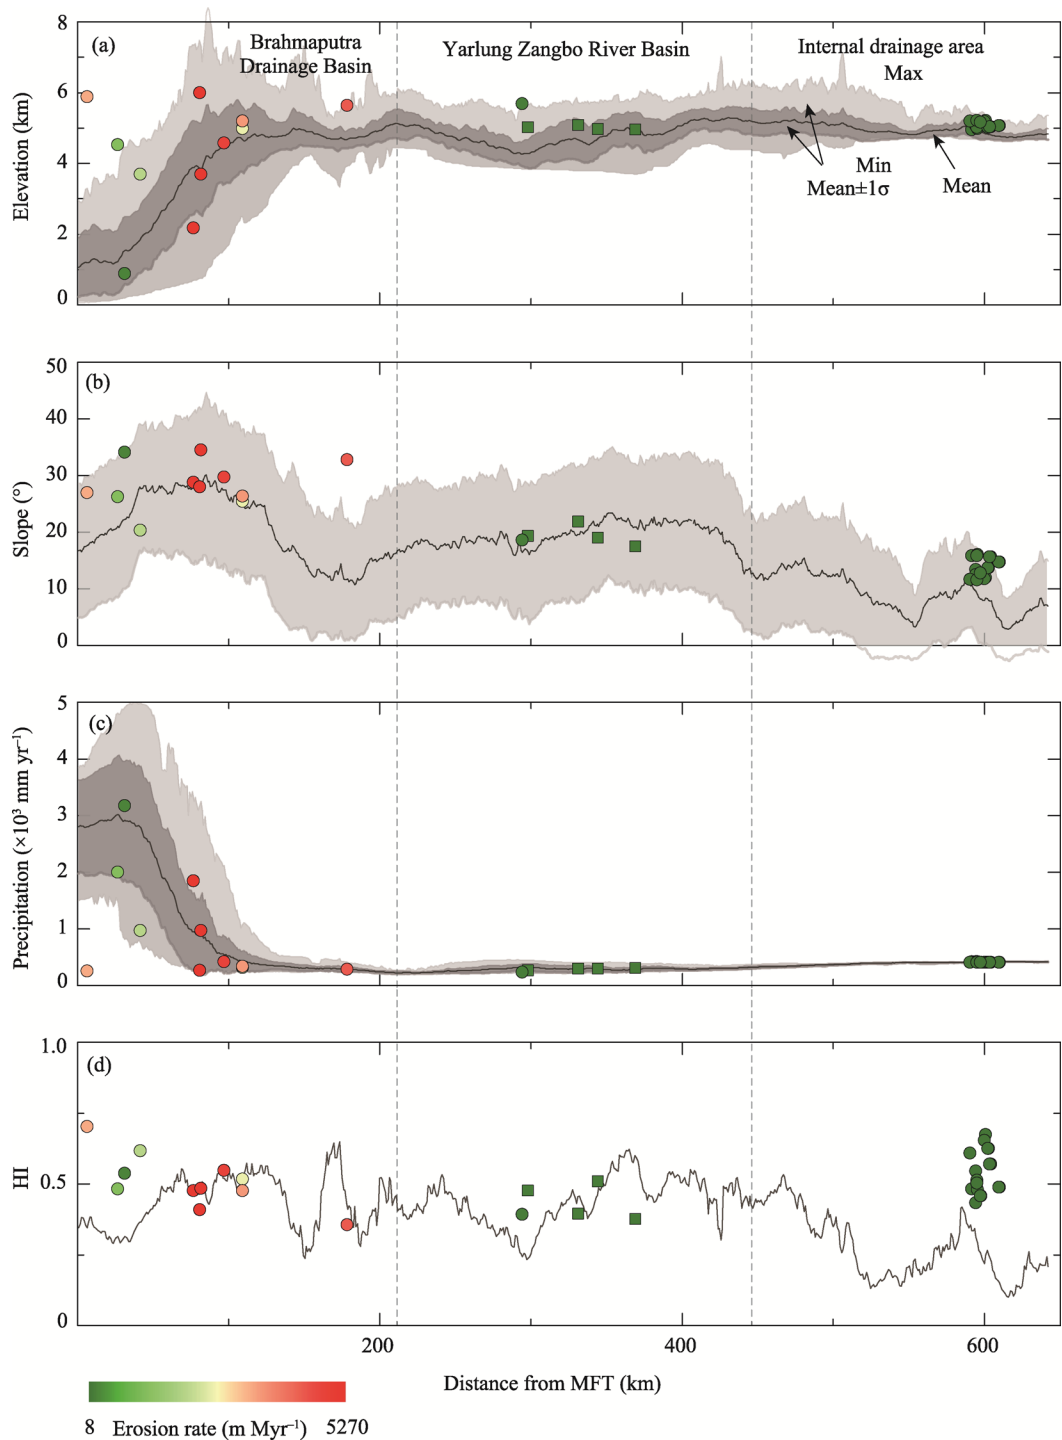 8
(a)
Brahmaputra
Drainage Basin
Yarlung Zangbo River Basin
Internal drainage area
Max
6
Elevation (km)
4
Min
Mean±1σ
Mean
2
0
50
(b)
40
30
Slope (°)
20
10
0
5
(c)
4
3
Precipitation (×10³ mm yr⁻¹)
2
1
0
1.0
(d)
HI
0.5
0
200
400
600
Distance from MFT (km)
8 Erosion rate (m Myr⁻¹) 5270